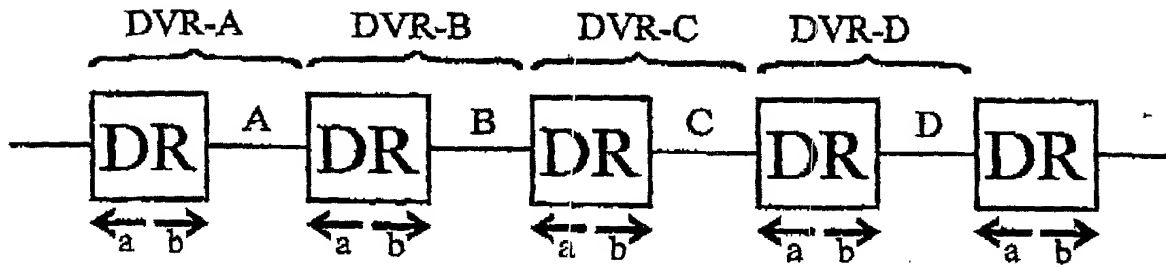 DVR-A DVR-B DVR-C DVR-D
A B C D
DR DR DR DR DR
a b a b a b a b a b